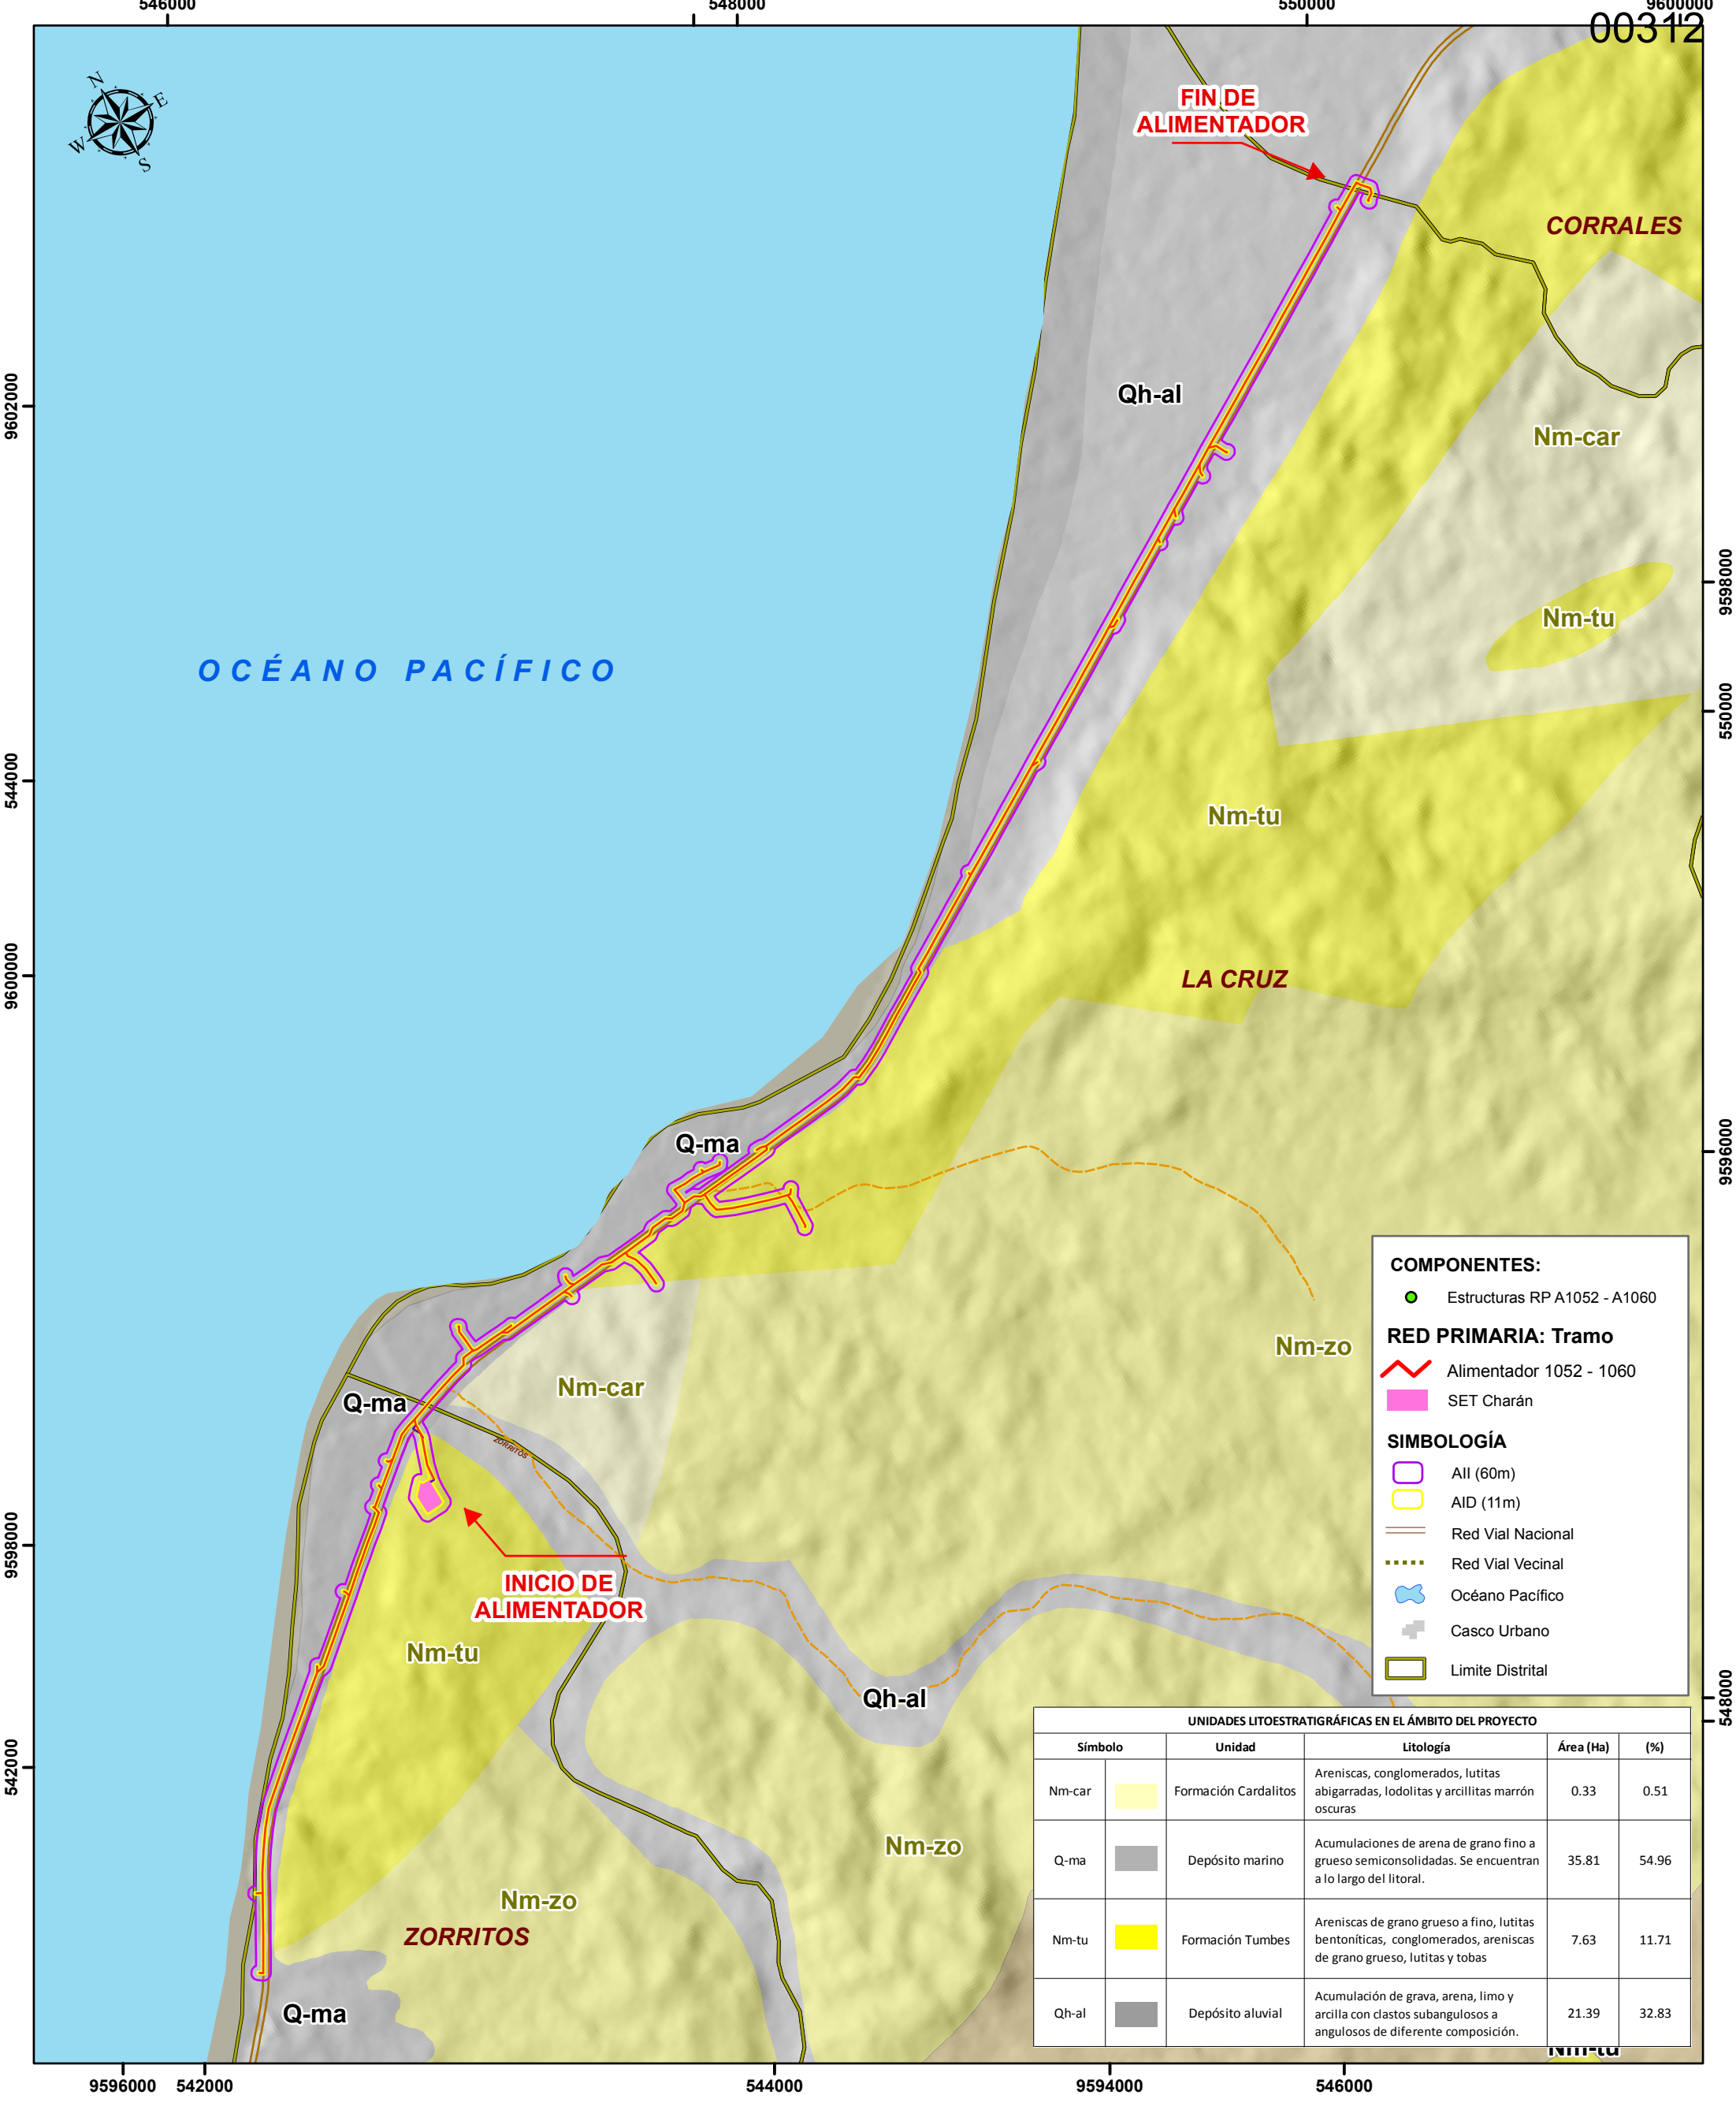 546000
548000
550000
9600000
00312
N
E
W
S
FIN DE
ALIMENTADOR
CORRALES
Qh-al
Nm-car
9602000
9598000
Nm-tu
OCÉANO PACÍFICO
550000
544000
Nm-tu
LA CRUZ
9600000
Q-ma
9596000
COMPONENTES:
Estructuras RP A1052 - A1060
RED PRIMARIA: Tramo
Alimentador 1052 - 1060
SET Charán
SIMBOLOGÍA
AII (60m)
AID (11m)
Red Vial Nacional
Red Vial Vecinal
Océano Pacífico
Casco Urbano
Limite Distrital
Nm-zo
Nm-car
Q-ma
ZORRITOS
9598000
INICIO DE
ALIMENTADOR
Nm-tu
Qh-al
548000
542000
Nm-zo
Nm-zo
ZORRITOS
Q-ma
UNIDADES LITOESTRATIGRÁFICAS EN EL ÁMBITO DEL PROYECTO
Símbolo Unidad Litología Área (Ha) (%)
Nm-car Formación Cardalitos Areniscas, conglomerados, lutitas
abigarradas, lodolitas y arcillitas marrón
oscuras 0.33 0.51
Q-ma Depósito marino Acumulaciones de arena de grano fino a
grueso semiconsolidadas. Se encuentran
a lo largo del litoral. 35.81 54.96
Nm-tu Formación Tumbes Areniscas de grano grueso a fino, lutitas
bentoníticas, conglomerados, areniscas
de grano grueso, lutitas y tobas 7.63 11.71
Qh-al Depósito aluvial Acumulación de grava, arena, limo y
arcilla con clastos subangulosos a
angulosos de diferente composición. 21.39 32.83
Nm-tu
9596000
542000
544000
9594000
546000